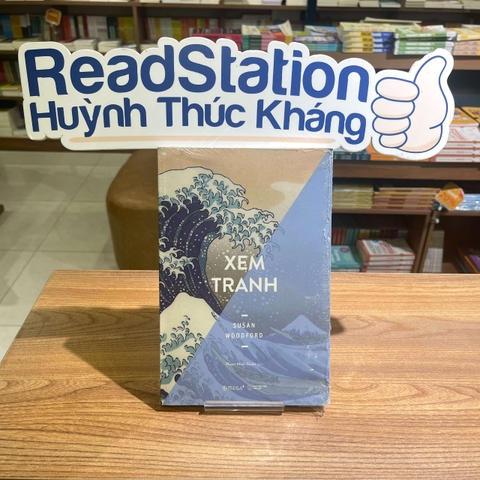 ReadStation
Huỳnh Thúc Kháng
XEM
TRANH
SUSAN
WOODFORD